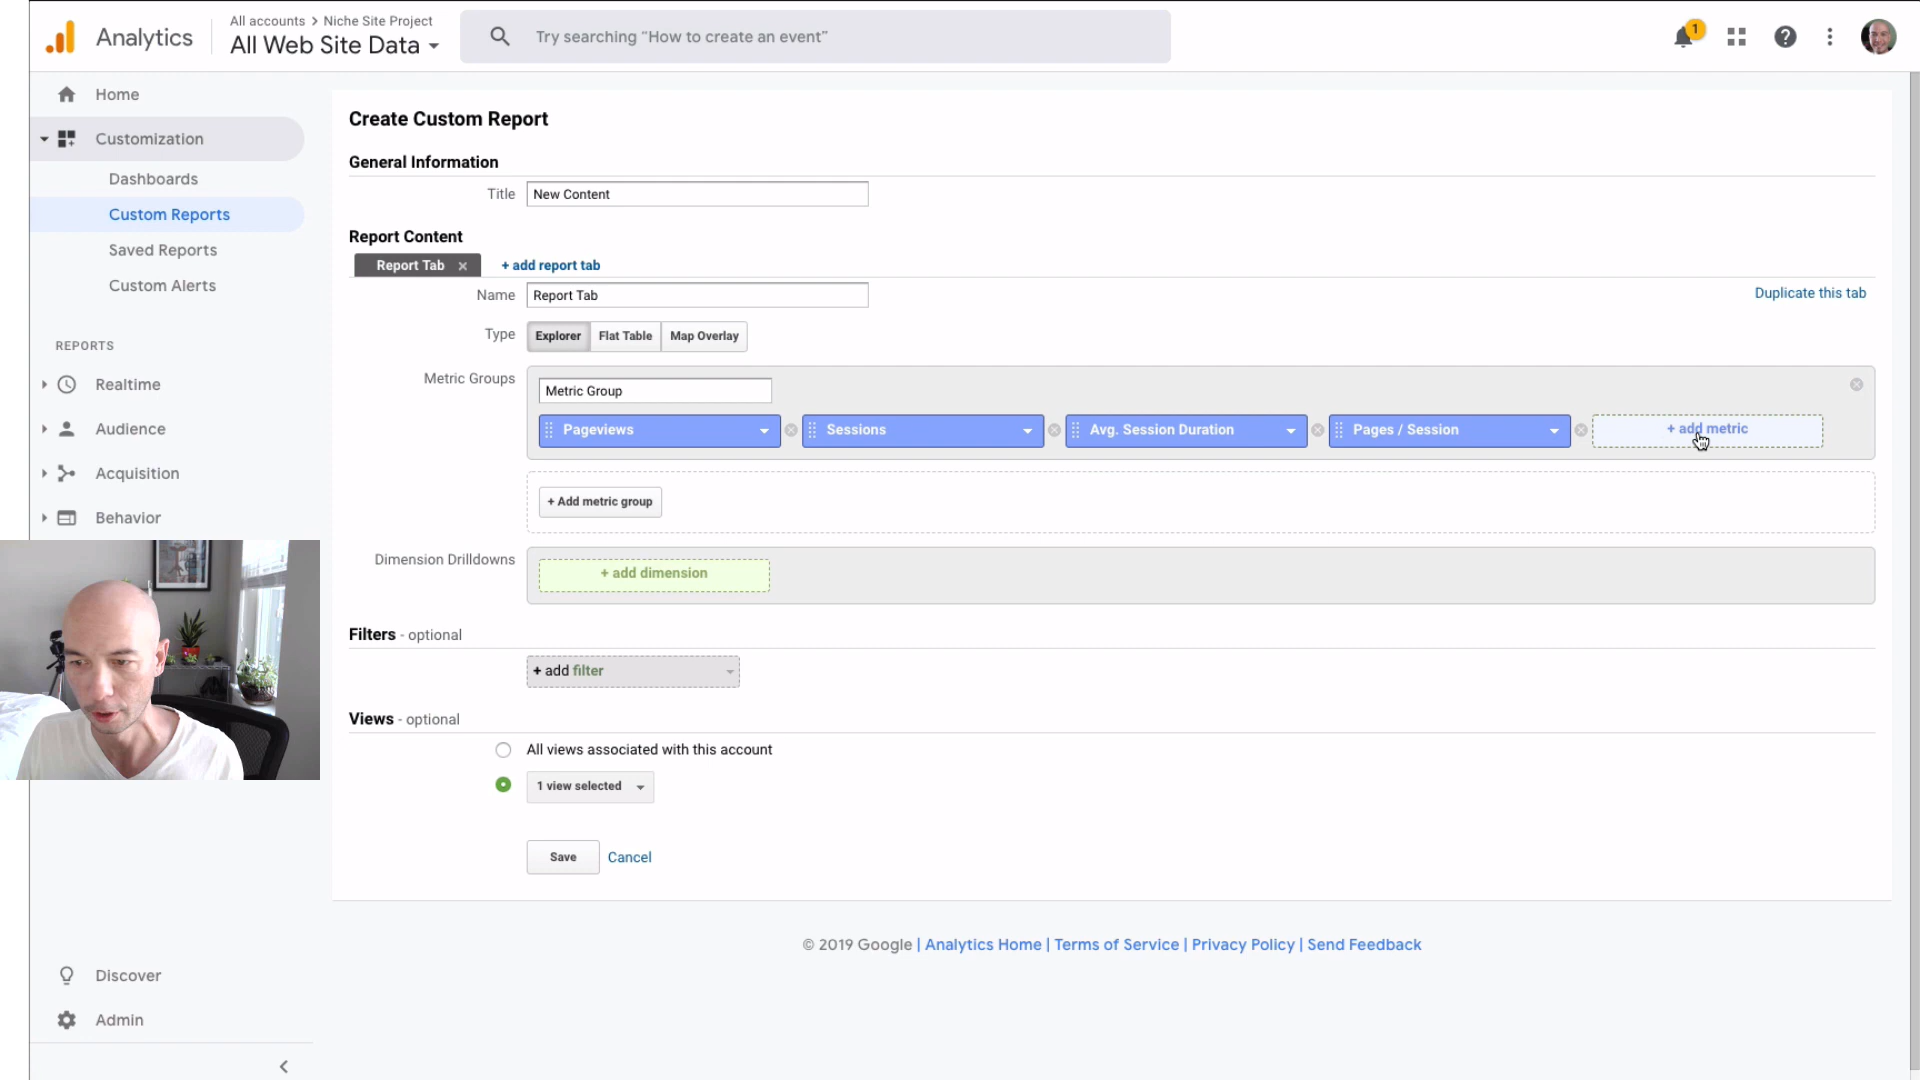 Analytics
All accounts > Niche Site Project
All Web Site Data
Try searching “How to create an event”
1
Home
Customization
Dashboards
Custom Reports
Saved Reports
Custom Alerts
REPORTS
Realtime
Audience
Acquisition
Behavior
Discover
Admin
Create Custom Report
General Information
Title New Content
Report Content
Report Tab x + add report tab
Name Report Tab
Duplicate this tab
Type Explorer Flat Table Map Overlay
Metric Groups
Metric Group
Pageviews Sessions Avg. Session Duration Pages / Session + add metric
+ Add metric group
Dimension Drilldowns
+ add dimension
Filters - optional
+ add filter
Views - optional
All views associated with this account
1 view selected
Save Cancel
© 2019 Google | Analytics Home | Terms of Service | Privacy Policy | Send Feedback